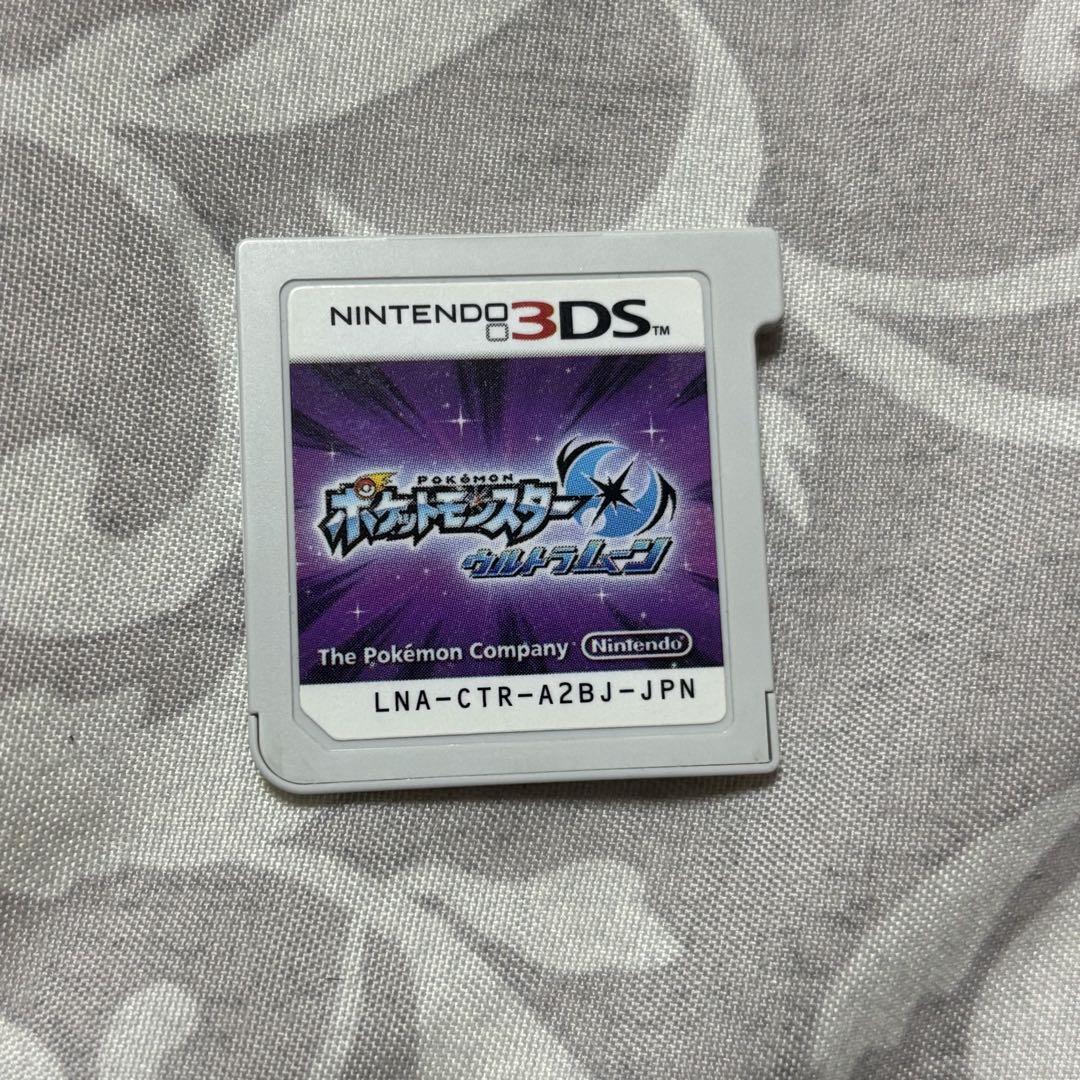 NINTENDO 3DS™
POKéMON
ポケットモンスター
ウルトラムーン
The Pokémon Company Nintendo
LNA-CTR-A2BJ-JPN